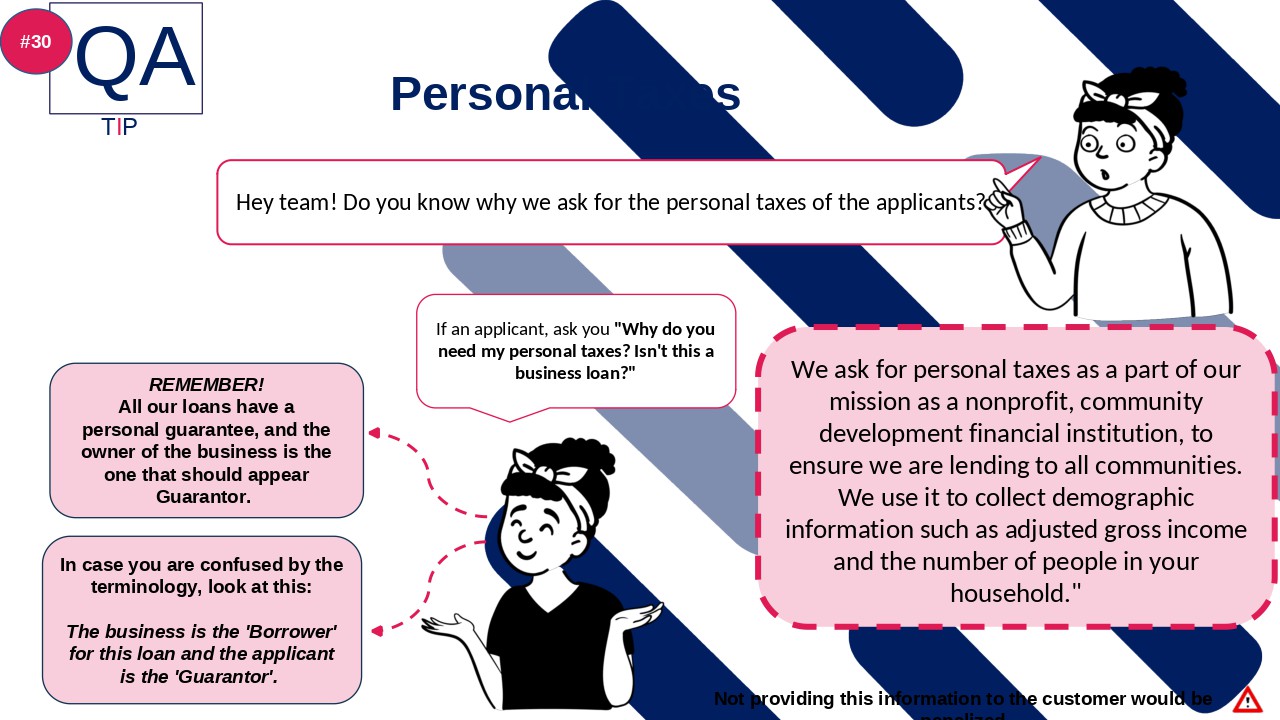 #30
QA
TIP
Personal Taxes
Hey team! Do you know why we ask for the personal taxes of the applicants?
If an applicant, ask you "Why do you
need my personal taxes? Isn't this a
business loan?"
REMEMBER!
All our loans have a
personal guarantee, and the
owner of the business is the
one that should appear
Guarantor.
In case you are confused by the
terminology, look at this:
The business is the 'Borrower'
for this loan and the applicant
is the 'Guarantor'.
We ask for personal taxes as a part of our
mission as a nonprofit, community
development financial institution, to
ensure we are lending to all communities.
We use it to collect demographic
information such as adjusted gross income
and the number of people in your
household."
Not providing this information to the customer would be
penalized